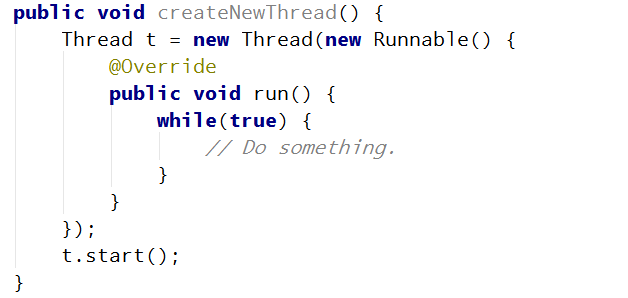 public void createNewThread() {
    Thread t = new Thread(new Runnable() {
        @Override
        public void run() {
            while(true) {
                // Do something.
            }
        }
    });
    t.start();
}